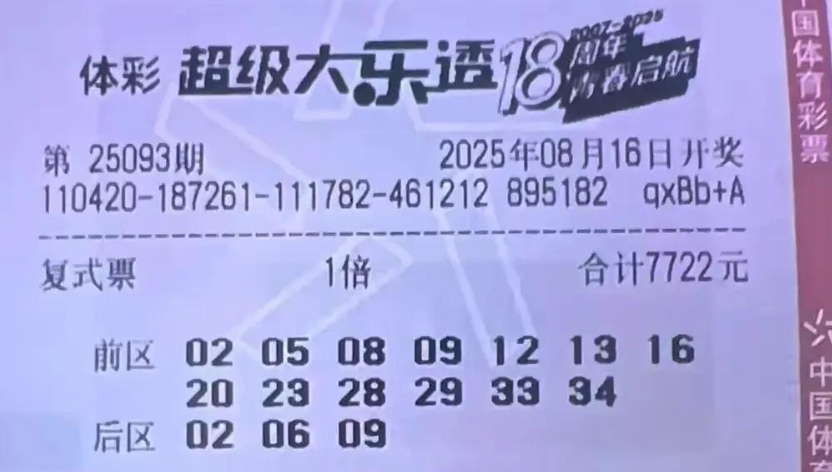 体彩 超级大乐透 18 2007-2025
周年
青春启航
第 25093期 2025年08月16日开奖
110420-187261-111782-461212 895182 qxBb+A
复式票 1倍 合计7722元
前区 02 05 08 09 12 13 16
20 23 28 29 33 34
后区 02 06 09
中国体育彩票
中国体